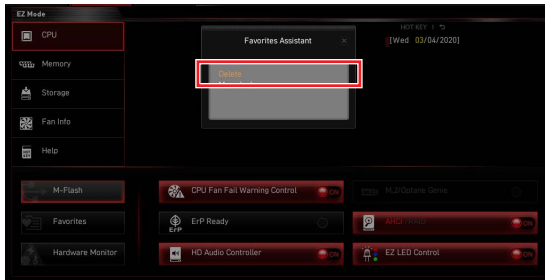 EZ Mode
HOT KEY
CPU
Favorites Assistant
[Wed 03/04/2020]
Memory
Delete
Storage
Fan Info
Help
M-Flash
CPU Fan Fail Warning Control
ON
M.2/Optane Genie
Favorites
ErP Ready
ErP
AHCI / RAID
ON
Hardware Monitor
HD Audio Controller
ON
EZ LED Control
ON